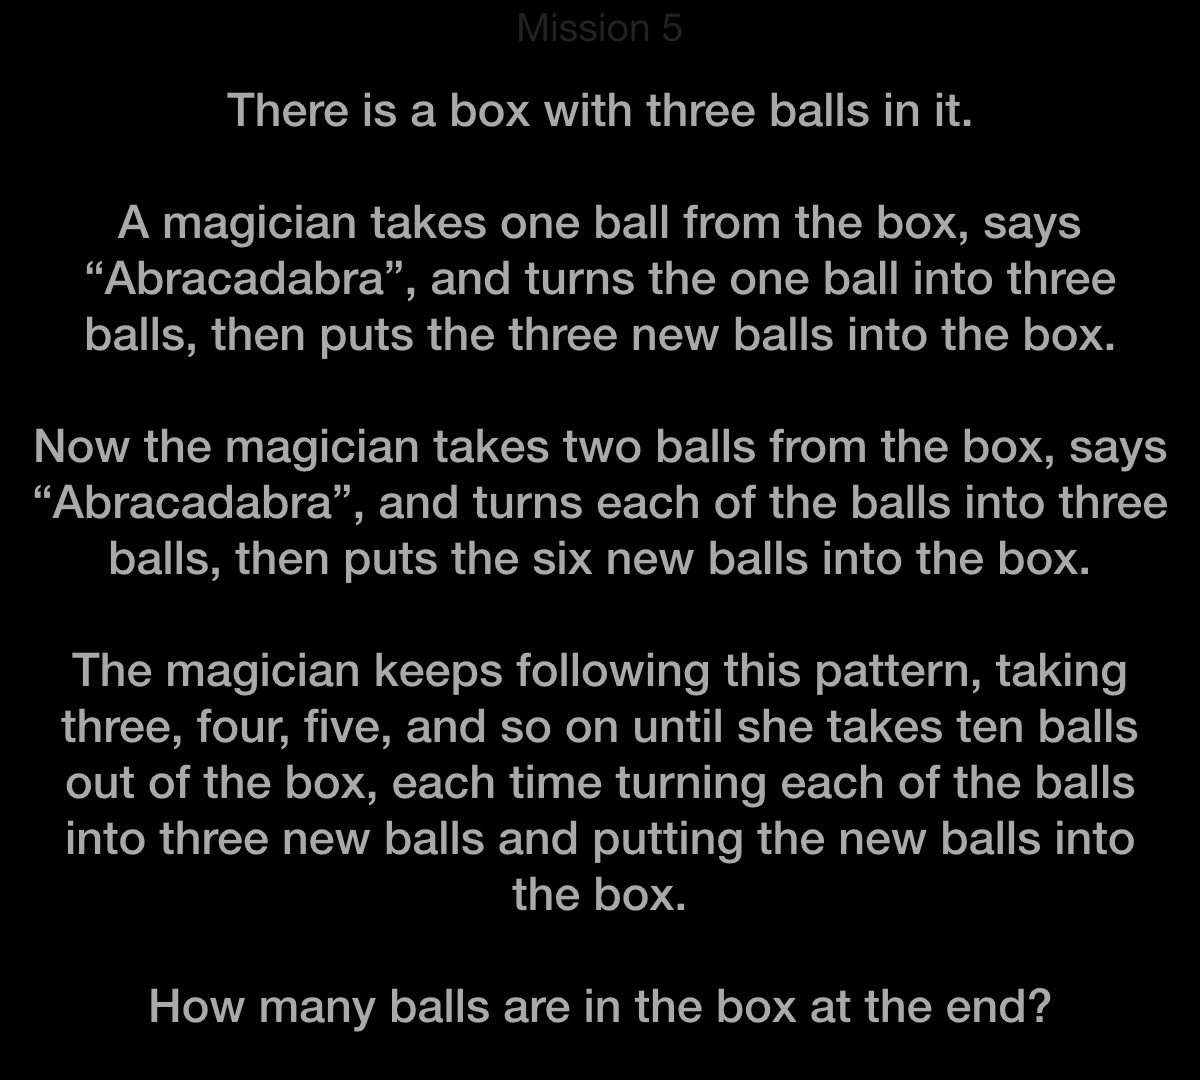 Mission 5
There is a box with three balls in it.
A magician takes one ball from the box, says
“Abracadabra”, and turns the one ball into three
balls, then puts the three new balls into the box.
Now the magician takes two balls from the box, says
“Abracadabra”, and turns each of the balls into three
balls, then puts the six new balls into the box.
The magician keeps following this pattern, taking
three, four, five, and so on until she takes ten balls
out of the box, each time turning each of the balls
into three new balls and putting the new balls into
the box.
How many balls are in the box at the end?